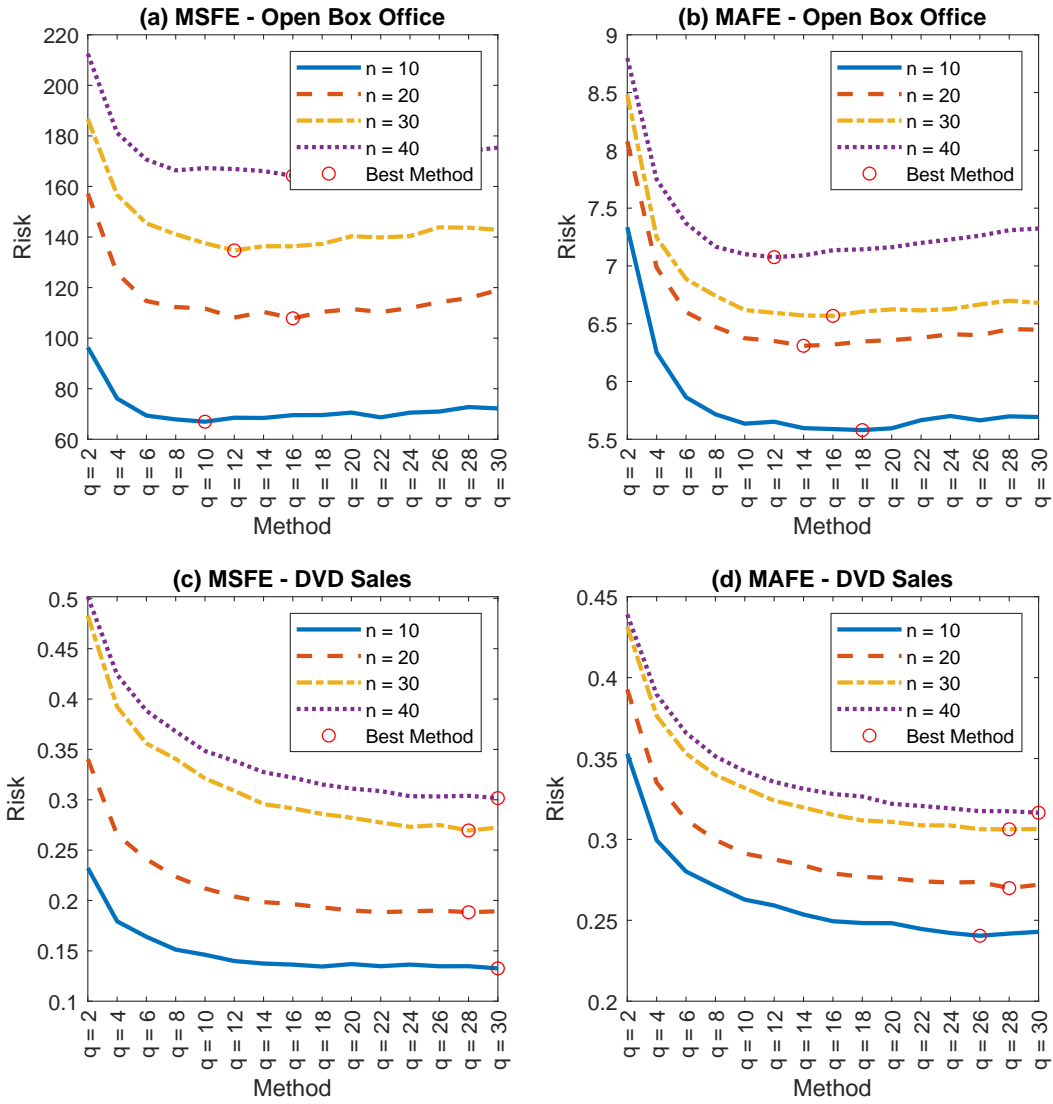 (a) MSFE - Open Box Office
Risk
220
200
180
160
140
120
100
80
60
n = 10
n = 20
n = 30
n = 40
Best Method
q = 2
q = 4
q = 6
q = 8
q = 10
q = 12
q = 14
q = 16
q = 18
q = 20
q = 22
q = 24
q = 26
q = 28
q = 30
Method
(b) MAFE - Open Box Office
Risk
9
8.5
8
7.5
7
6.5
6
5.5
n = 10
n = 20
n = 30
n = 40
Best Method
q = 2
q = 4
q = 6
q = 8
q = 10
q = 12
q = 14
q = 16
q = 18
q = 20
q = 22
q = 24
q = 26
q = 28
q = 30
Method
(c) MSFE - DVD Sales
Risk
0.5
0.45
0.4
0.35
0.3
0.25
0.2
0.15
0.1
n = 10
n = 20
n = 30
n = 40
Best Method
q = 2
q = 4
q = 6
q = 8
q = 10
q = 12
q = 14
q = 16
q = 18
q = 20
q = 22
q = 24
q = 26
q = 28
q = 30
Method
(d) MAFE - DVD Sales
Risk
0.45
0.4
0.35
0.3
0.25
0.2
n = 10
n = 20
n = 30
n = 40
Best Method
q = 2
q = 4
q = 6
q = 8
q = 10
q = 12
q = 14
q = 16
q = 18
q = 20
q = 22
q = 24
q = 26
q = 28
q = 30
Method